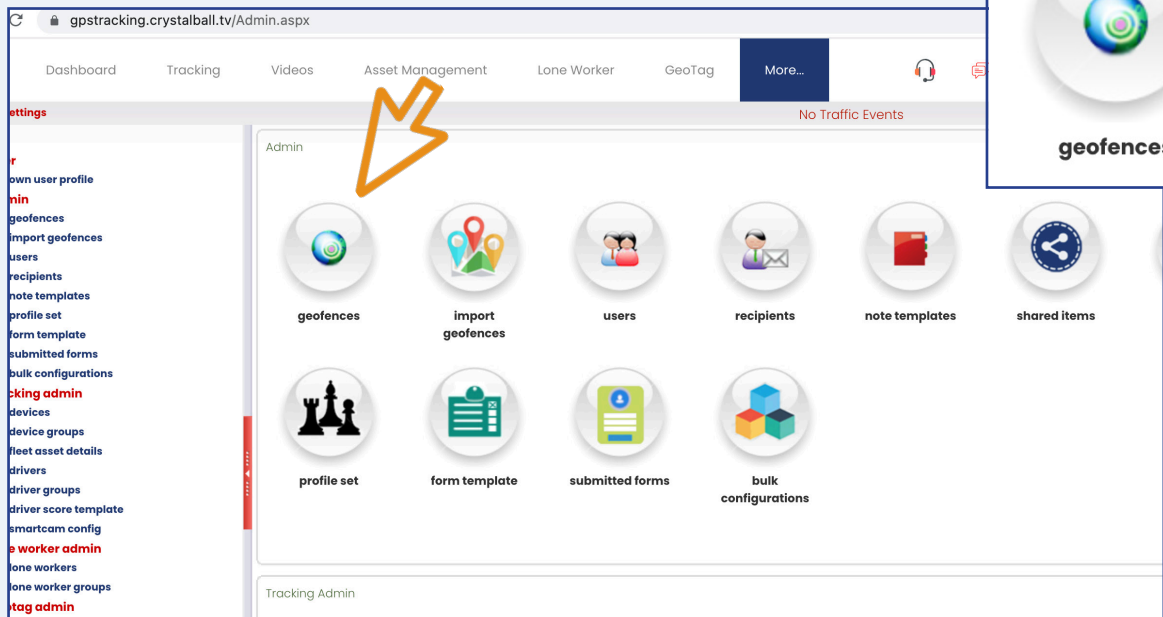 gpstracking.crystalball.tv/Admin.aspx
Dashboard Tracking Videos Asset Management Lone Worker GeoTag More...
ettings
No Traffic Events
r
own user profile
min
geofences
import geofences
users
recipients
note templates
profile set
form template
submitted forms
bulk configurations
cking admin
devices
device groups
fleet asset details
drivers
driver groups
driver score template
smartcam config
e worker admin
lone workers
lone worker groups
tag admin
Admin
geofences
import
geofences
users
recipients
note templates
shared items
profile set
form template
submitted forms
bulk
configurations
Tracking Admin
geofences